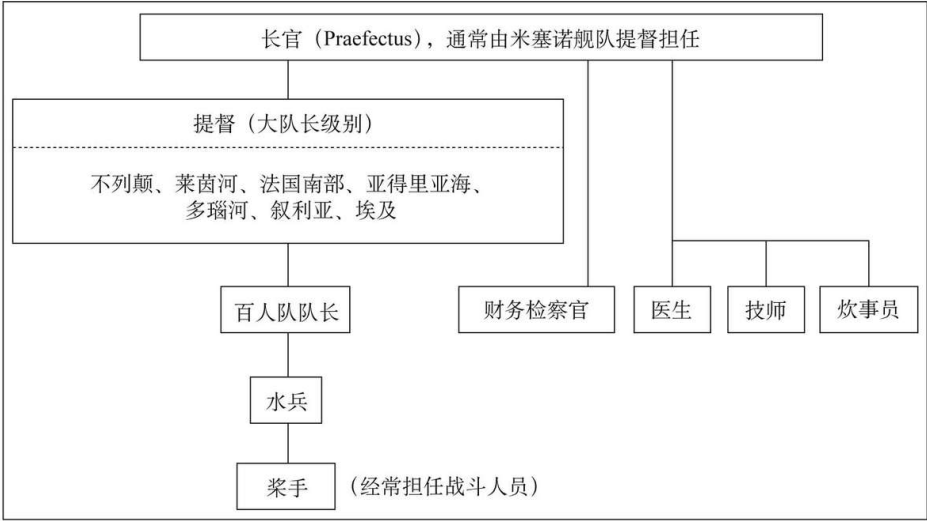 长官（Praefectus），通常由米塞诺舰队提督担任
提督（大队长级别）
不列颠、莱茵河、法国南部、亚得里亚海、
多瑙河、叙利亚、埃及
百人队队长
财务检察官
医生
技师
炊事员
水兵
桨手
（经常担任战斗人员）